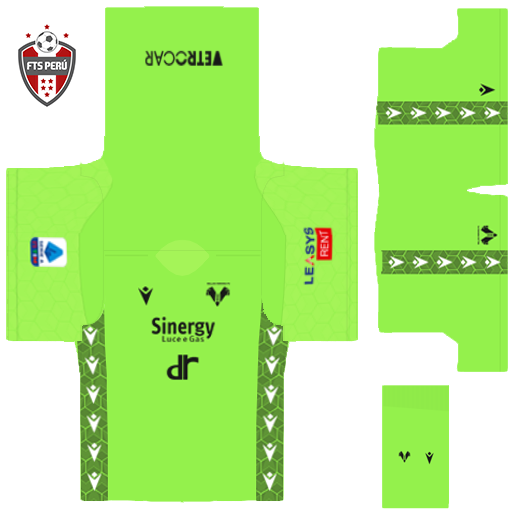 FTS PERÚ
VETROCAR
LEASYS
RENT
Sinergy
Luce e Gas
dr